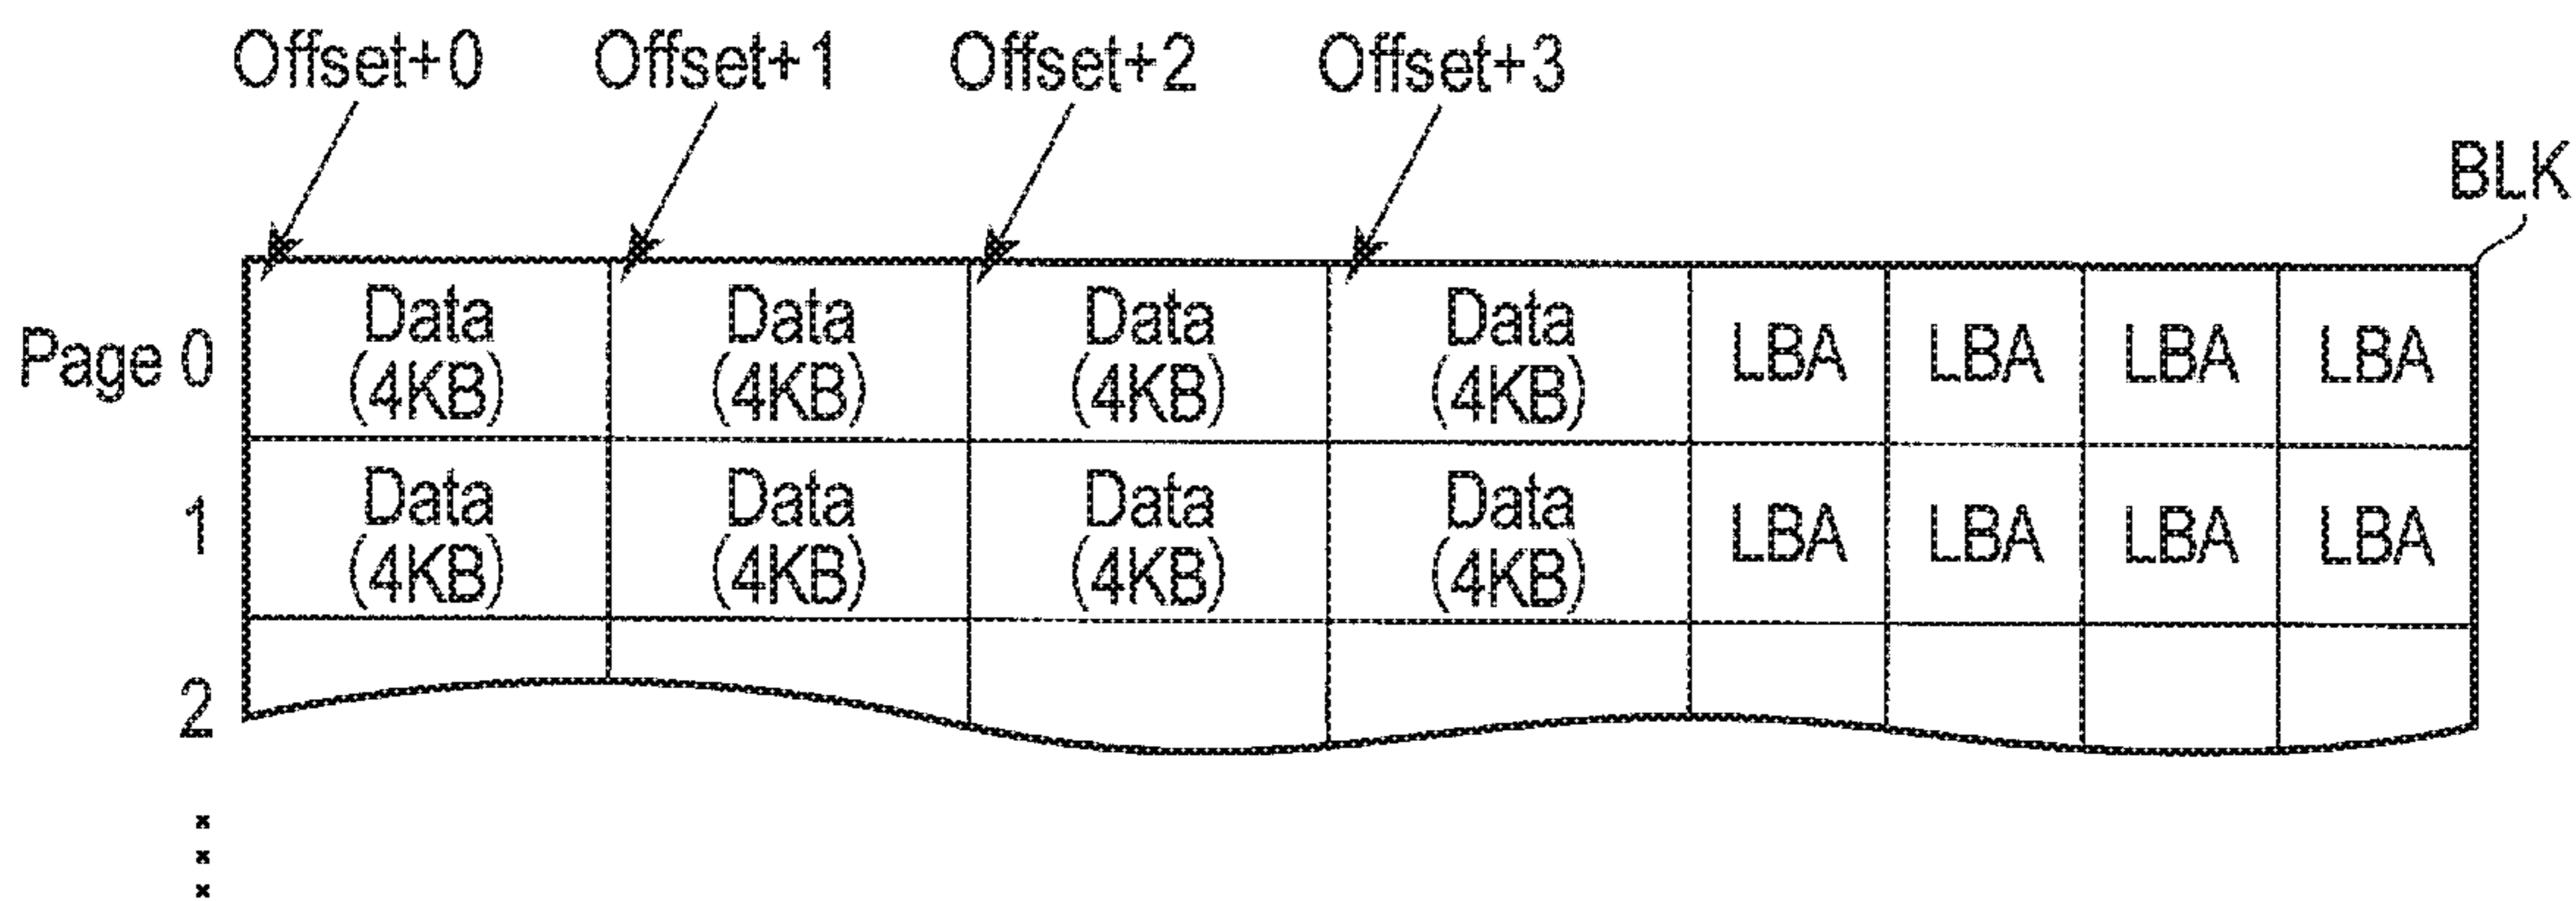 Offset+0 Offset+1 Offset+2 Offset+3
BLK
Page 0 Data (4KB) Data (4KB) Data (4KB) Data (4KB) LBA LBA LBA LBA
1 Data (4KB) Data (4KB) Data (4KB) Data (4KB) LBA LBA LBA LBA
2